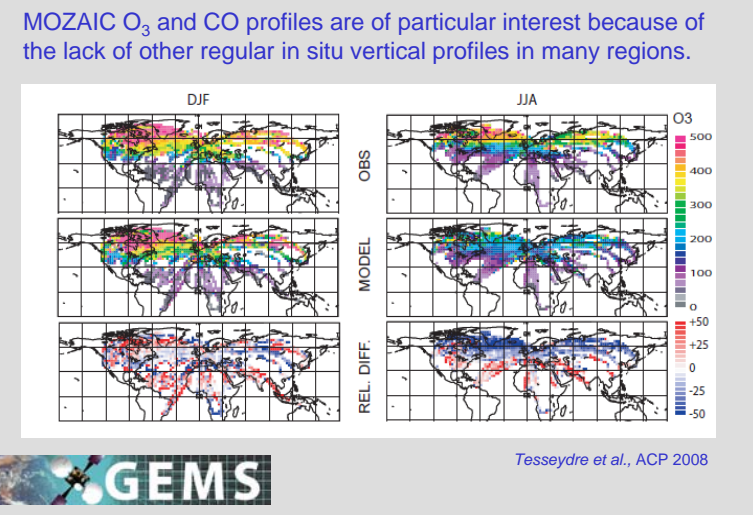 MOZAIC O3 and CO profiles are of particular interest because of
the lack of other regular in situ vertical profiles in many regions.
DJF
JJA
O3
OBS
500
400
300
200
100
0
MODEL
REL. DIFF.
+50
+25
0
-25
-50
Tesseydre et al., ACP 2008
GEMS